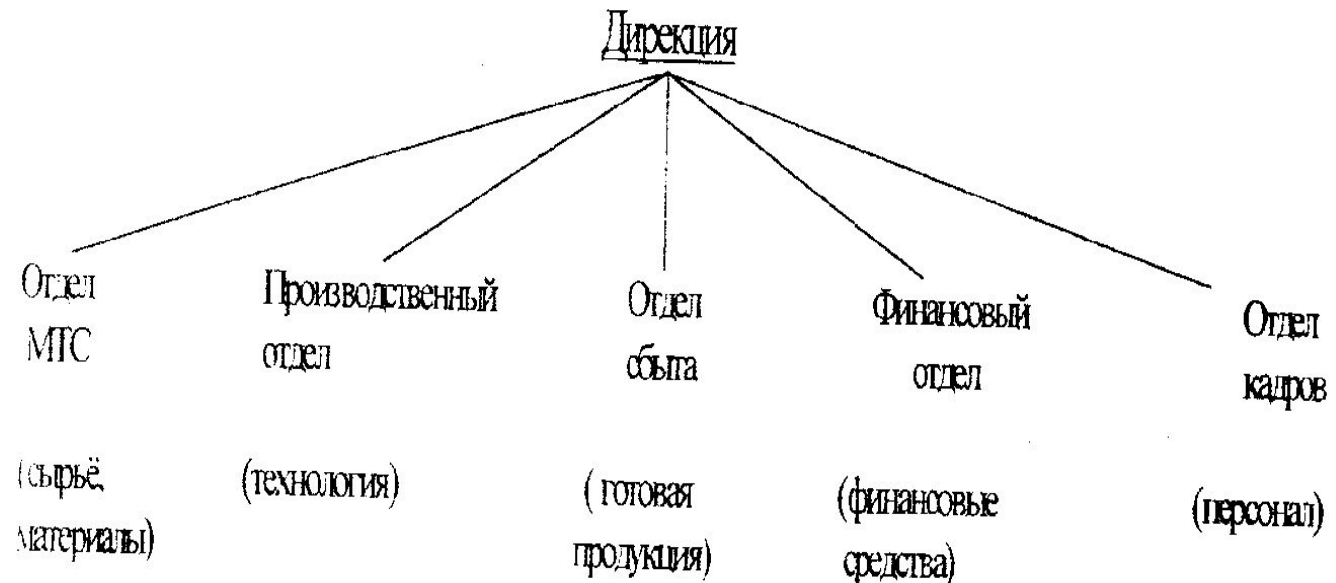 Дирекция
Отдел
МТС
Производственный
отдел
Отдел
сбыта
Финансовый
отдел
Отдел
кадров
(сырьё,
материалы)
(технология)
( готовая
продукция)
(финансовые
средства)
(персонал)